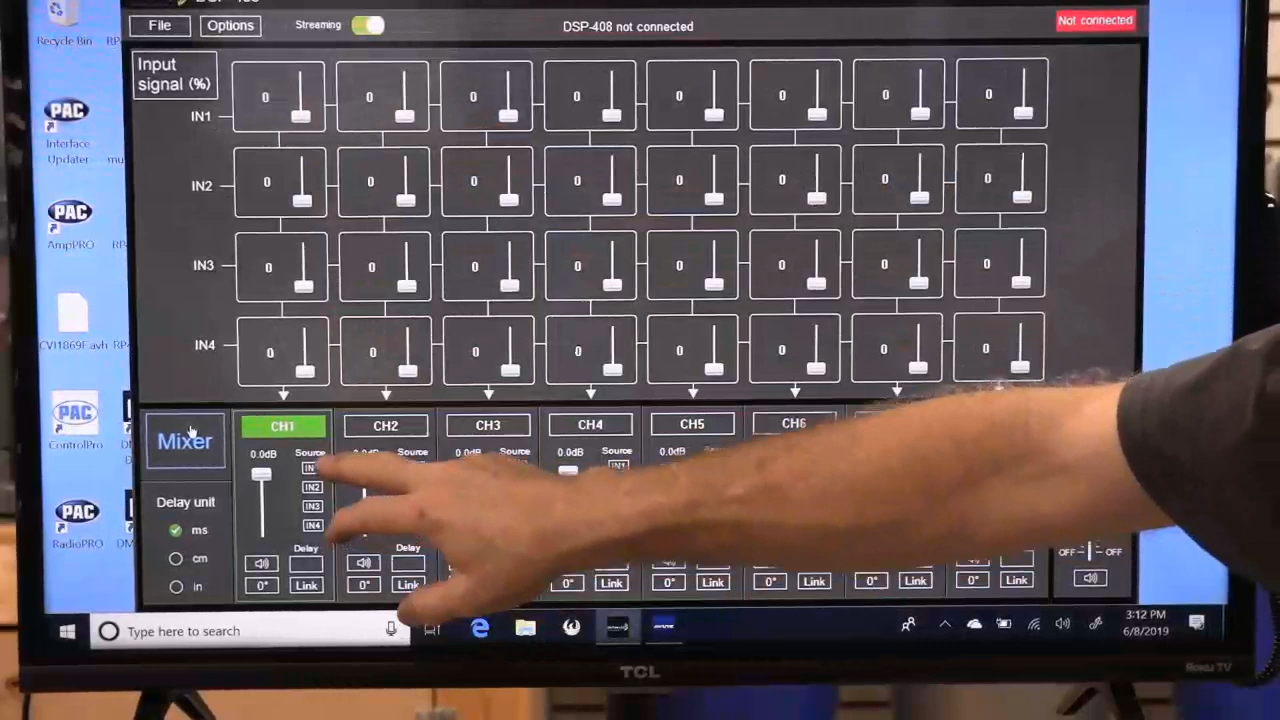 Recycle Bin
PAC
Interface
Updater
PAC
AmpPRO
PAC
ControlPro
PAC
RadioPRO
File
Options
Streaming
DSP-408 not connected
Not connected
Input
signal (%)
0 0 0 0 0 0 0 0
IN1
0 0 0 0 0 0 0 0
IN2
0 0 0 0 0 0 0 0
IN3
0 0 0 0 0 0 0 0
IN4
Mixer
CH1 CH2 CH3 CH4 CH5 CH6
0.0dB Source 0.0dB 0.0dB Source 0.0dB Source 0.0dB
IN1
IN2
IN3
IN4
Delay unit
ms
cm
in
Delay Delay
0° Link 0° Link 0° Link 0° Link 0° Link 0° Link 0° Link
OFF OFF
Type here to search
3:12 PM
6/8/2019
TCL
Roku TV